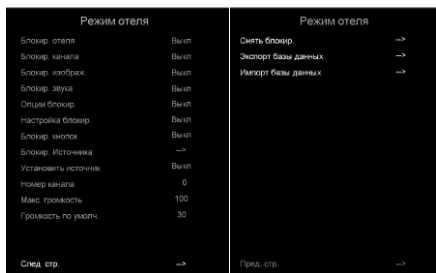 Режим отеля
Блокир. отеля Выкл
Блокир. канала Выкл
Блокир. изображ. Выкл
Блокир. звука Выкл
Опции блокир. Выкл
Настройка блокир. Выкл
Блокир. кнопок Выкл
Блокир. Источника -->
Установить источник Выкл
Номер канала 0
Макс. громкость 100
Громкость по умолч. 30
След. стр. -->
Режим отеля
Снять блокир. -->
Экспорт базы данных -->
Импорт базы данных -->
Пред. стр. -->